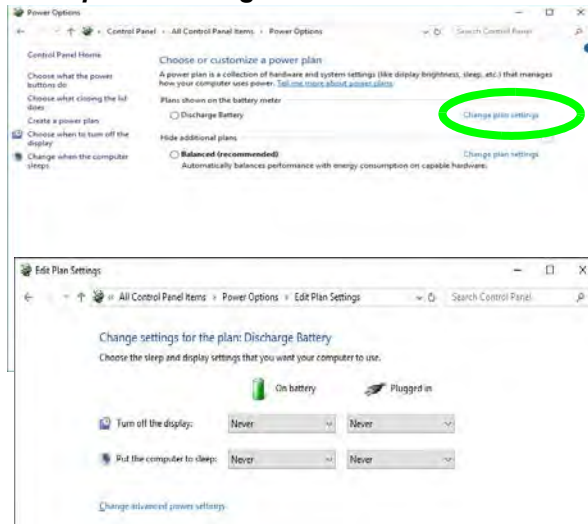 Power Options
Control Panel › All Control Panel Items › Power Options
Search Control Panel
Control Panel Home
Choose what the power buttons do
Choose what closing the lid does
Create a power plan
Choose when to turn off the display
Change when the computer sleeps
Choose or customize a power plan
A power plan is a collection of hardware and system settings (like display brightness, sleep, etc.) that manages
how your computer uses power. Tell me more about power plans
Plans shown on the battery meter
Discharge Battery
Change plan settings
Hide additional plans
Balanced (recommended)
Change plan settings
Automatically balances performance with energy consumption on capable hardware.
Edit Plan Settings
« All Control Panel Items › Power Options › Edit Plan Settings
Search Control Panel
Change settings for the plan: Discharge Battery
Choose the sleep and display settings that you want your computer to use.
On battery
Plugged in
Turn off the display: Never Never
Put the computer to sleep: Never Never
Change advanced power settings